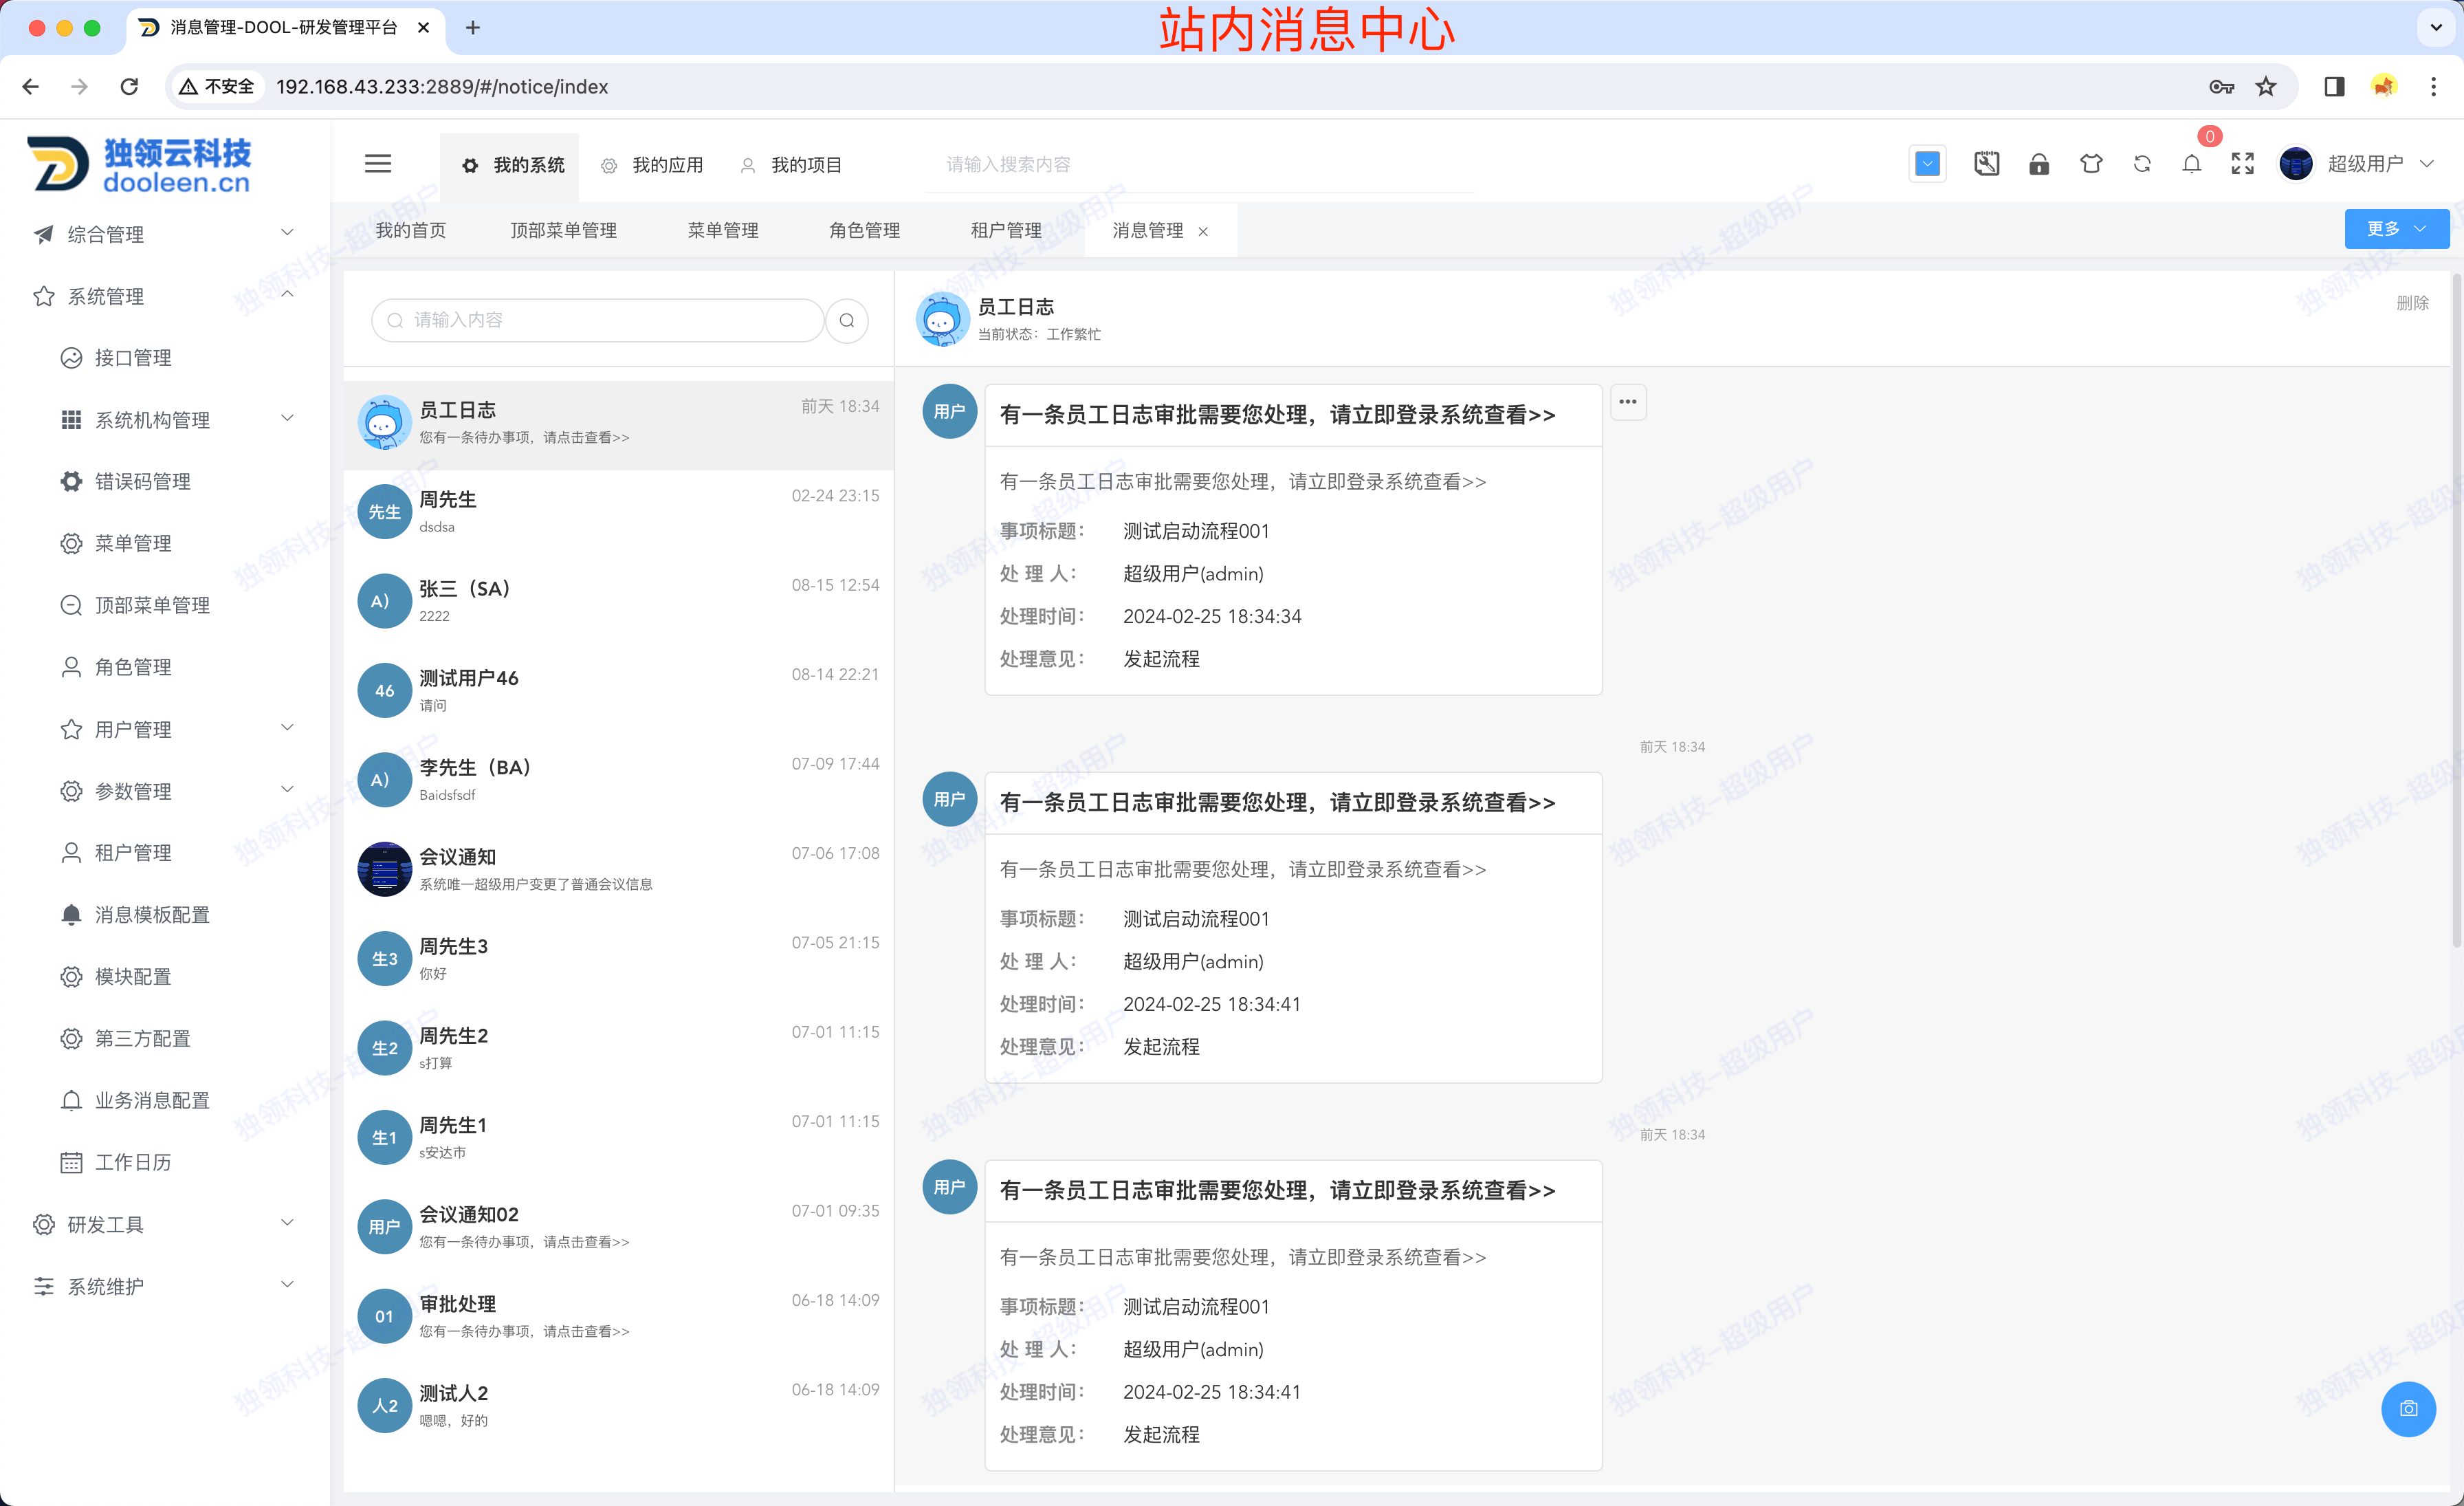 消息管理-DOOL-研发管理平台
站内消息中心
不安全
192.168.43.233:2889/#/notice/index
独领云科技
dooleen.cn
我的系统
我的应用
我的项目
请输入搜索内容
0
超级用户
我的首页
顶部菜单管理
菜单管理
角色管理
租户管理
消息管理
更多
综合管理
系统管理
接口管理
系统机构管理
错误码管理
菜单管理
顶部菜单管理
角色管理
用户管理
参数管理
租户管理
消息模板配置
模块配置
第三方配置
业务消息配置
工作日历
研发工具
系统维护
请输入内容
员工日志
前天 18:34
您有一条待办事项，请点击查看>>
先生
周先生
02-24 23:15
dsdsa
A）
张三（SA）
08-15 12:54
2222
46
测试用户46
08-14 22:21
请问
A）
李先生（BA）
07-09 17:44
Baidsfsdf
会议通知
07-06 17:08
系统唯一超级用户变更了普通会议信息
生3
周先生3
07-05 21:15
你好
生2
周先生2
07-01 11:15
s打算
生1
周先生1
07-01 11:15
s安达市
用户
会议通知02
07-01 09:35
您有一条待办事项，请点击查看>>
01
审批处理
06-18 14:09
您有一条待办事项，请点击查看>>
人2
测试人2
06-18 14:09
嗯嗯，好的
员工日志
当前状态：工作繁忙
删除
用户
有一条员工日志审批需要您处理，请立即登录系统查看>>
有一条员工日志审批需要您处理，请立即登录系统查看>>
事项标题： 测试启动流程001
处 理 人： 超级用户(admin)
处理时间： 2024-02-25 18:34:34
处理意见： 发起流程
前天 18:34
用户
有一条员工日志审批需要您处理，请立即登录系统查看>>
有一条员工日志审批需要您处理，请立即登录系统查看>>
事项标题： 测试启动流程001
处 理 人： 超级用户(admin)
处理时间： 2024-02-25 18:34:41
处理意见： 发起流程
前天 18:34
用户
有一条员工日志审批需要您处理，请立即登录系统查看>>
有一条员工日志审批需要您处理，请立即登录系统查看>>
事项标题： 测试启动流程001
处 理 人： 超级用户(admin)
处理时间： 2024-02-25 18:34:41
处理意见： 发起流程
独领科技-超级用户